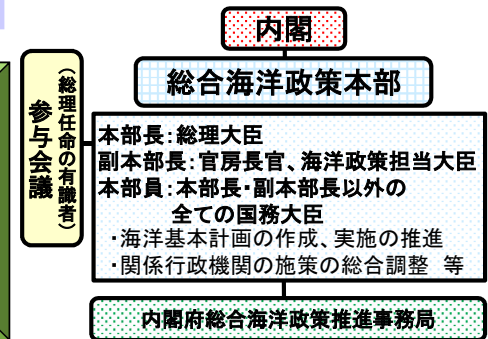 内閣
総合海洋政策本部
参与会議
（総理任命の有識者）
本部長：総理大臣
副本部長：官房長官、海洋政策担当大臣
本部員：本部長・副本部長以外の
全ての国務大臣
・海洋基本計画の作成、実施の推進
・関係行政機関の施策の総合調整 等
内閣府総合海洋政策推進事務局